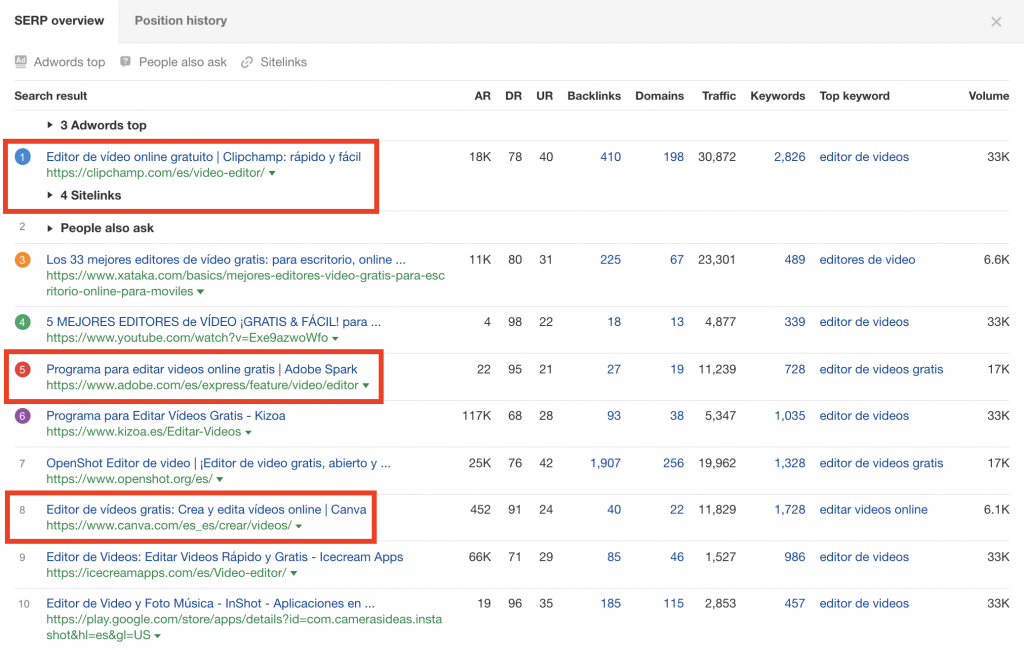 SERP overview Position history
Adwords top People also ask Sitelinks
Search result AR DR UR Backlinks Domains Traffic Keywords Top keyword Volume
3 Adwords top
1 Editor de vídeo online gratuito | Clipchamp: rápido y fácil 18K 78 40 410 198 30,872 2,826 editor de videos 33K
https://clipchamp.com/es/video-editor/
4 Sitelinks
2 People also ask
3 Los 33 mejores editores de vídeo gratis: para escritorio, online ... 11K 80 31 225 67 23,301 489 editores de video 6.6K
https://www.xataka.com/basics/mejores-editores-video-gratis-para-esc
ritorio-online-para-moviles
4 5 MEJORES EDITORES de VÍDEO ¡GRATIS & FÁCIL! para ... 4 98 22 18 13 4,877 339 editor de videos 33K
https://www.youtube.com/watch?v=Exe9azwoWfo
5 Programa para editar videos online gratis | Adobe Spark 22 95 21 27 19 11,239 728 editor de videos gratis 17K
https://www.adobe.com/es/express/feature/video/editor
6 Programa para Editar Vídeos Gratis - Kizoa 117K 68 28 93 38 5,347 1,035 editor de videos 33K
https://www.kizoa.es/Editar-Videos
7 OpenShot Editor de video | ¡Editor de video gratis, abierto y ... 25K 76 42 1,907 256 19,962 1,328 editor de videos gratis 17K
https://www.openshot.org/es/
8 Editor de vídeos gratis: Crea y edita vídeos online | Canva 452 91 24 40 22 11,829 1,728 editar videos online 6.1K
https://www.canva.com/es_es/crear/videos/
9 Editor de Videos: Editar Videos Rápido y Gratis - Icecream Apps 66K 71 29 85 46 1,527 986 editor de videos 33K
https://icecreamapps.com/es/Video-editor/
10 Editor de Video y Foto Música - InShot - Aplicaciones en ... 19 96 35 185 115 2,853 457 editor de videos 33K
https://play.google.com/store/apps/details?id=com.camerasideas.insta
shot&hl=es&gl=US